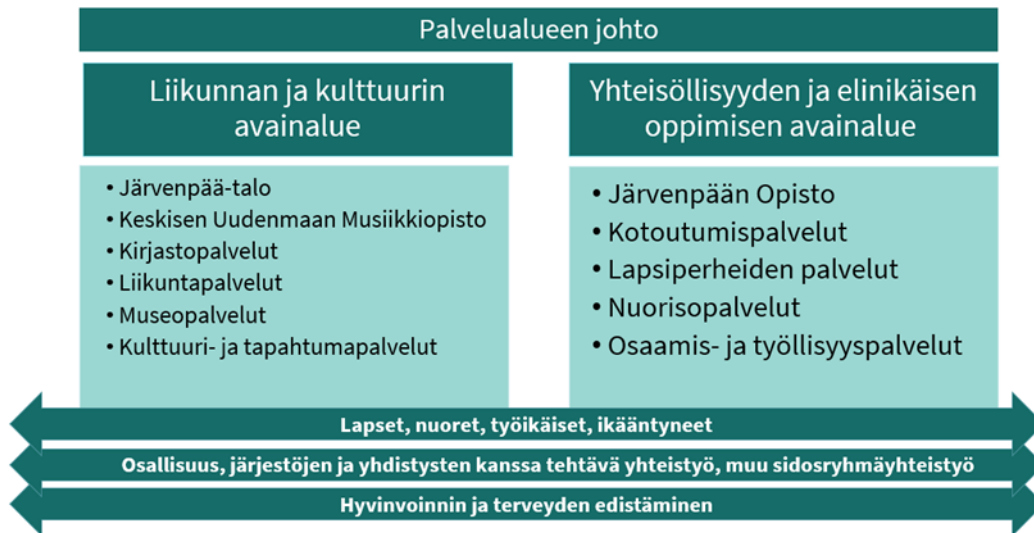 Palvelualueen johto
Liikunnan ja kulttuurin
avainalue
• Järvenpää-talo
• Keskisen Uudenmaan Musiikkiopisto
• Kirjastopalvelut
• Liikuntapalvelut
• Museopalvelut
• Kulttuuri- ja tapahtumapalvelut
Yhteisöllisyyden ja elinikäisen
oppimisen avainalue
• Järvenpään Opisto
• Kotoutumispalvelut
• Lapsiperheiden palvelut
• Nuorisopalvelut
• Osaamis- ja työllisyyspalvelut
Lapset, nuoret, työikäiset, ikääntyneet
Osallisuus, järjestöjen ja yhdistysten kanssa tehtävä yhteistyö, muu sidosryhmäyhteistyö
Hyvinvoinnin ja terveyden edistäminen